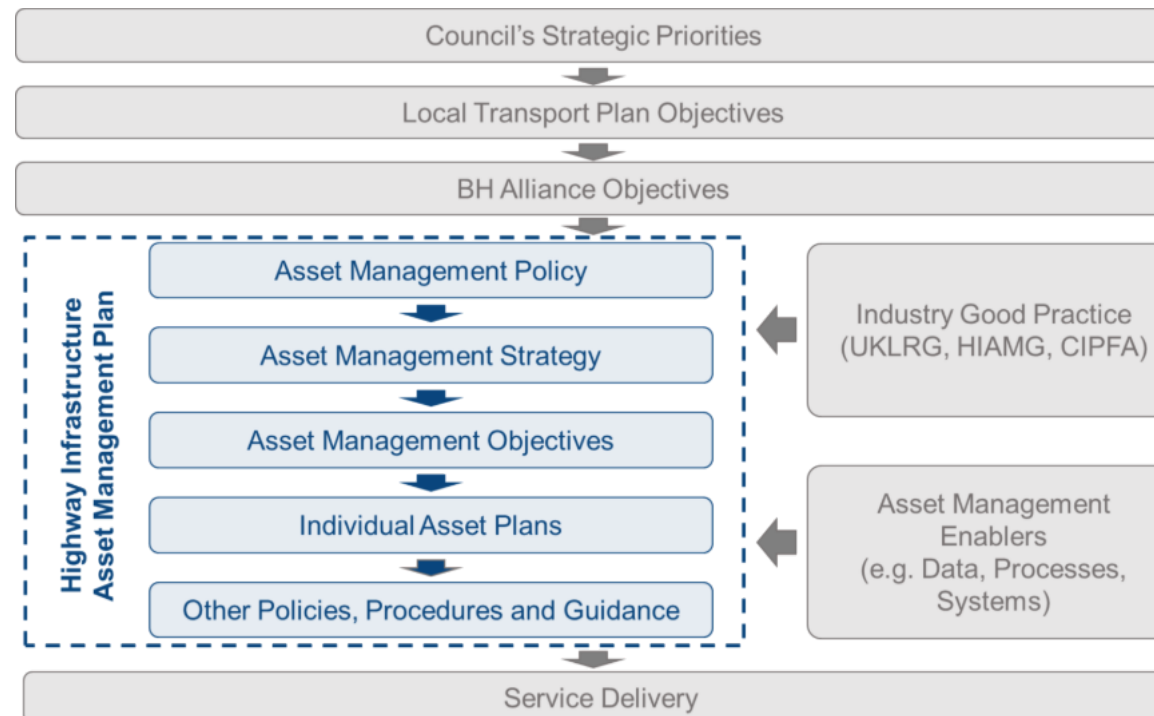 Council's Strategic Priorities
Local Transport Plan Objectives
BH Alliance Objectives
Highway Infrastructure
Asset Management Plan
Asset Management Policy
Asset Management Strategy
Asset Management Objectives
Individual Asset Plans
Other Policies, Procedures and Guidance
Industry Good Practice
(UKLRG, HIAMG, CIPFA)
Asset Management
Enablers
(e.g. Data, Processes,
Systems)
Service Delivery